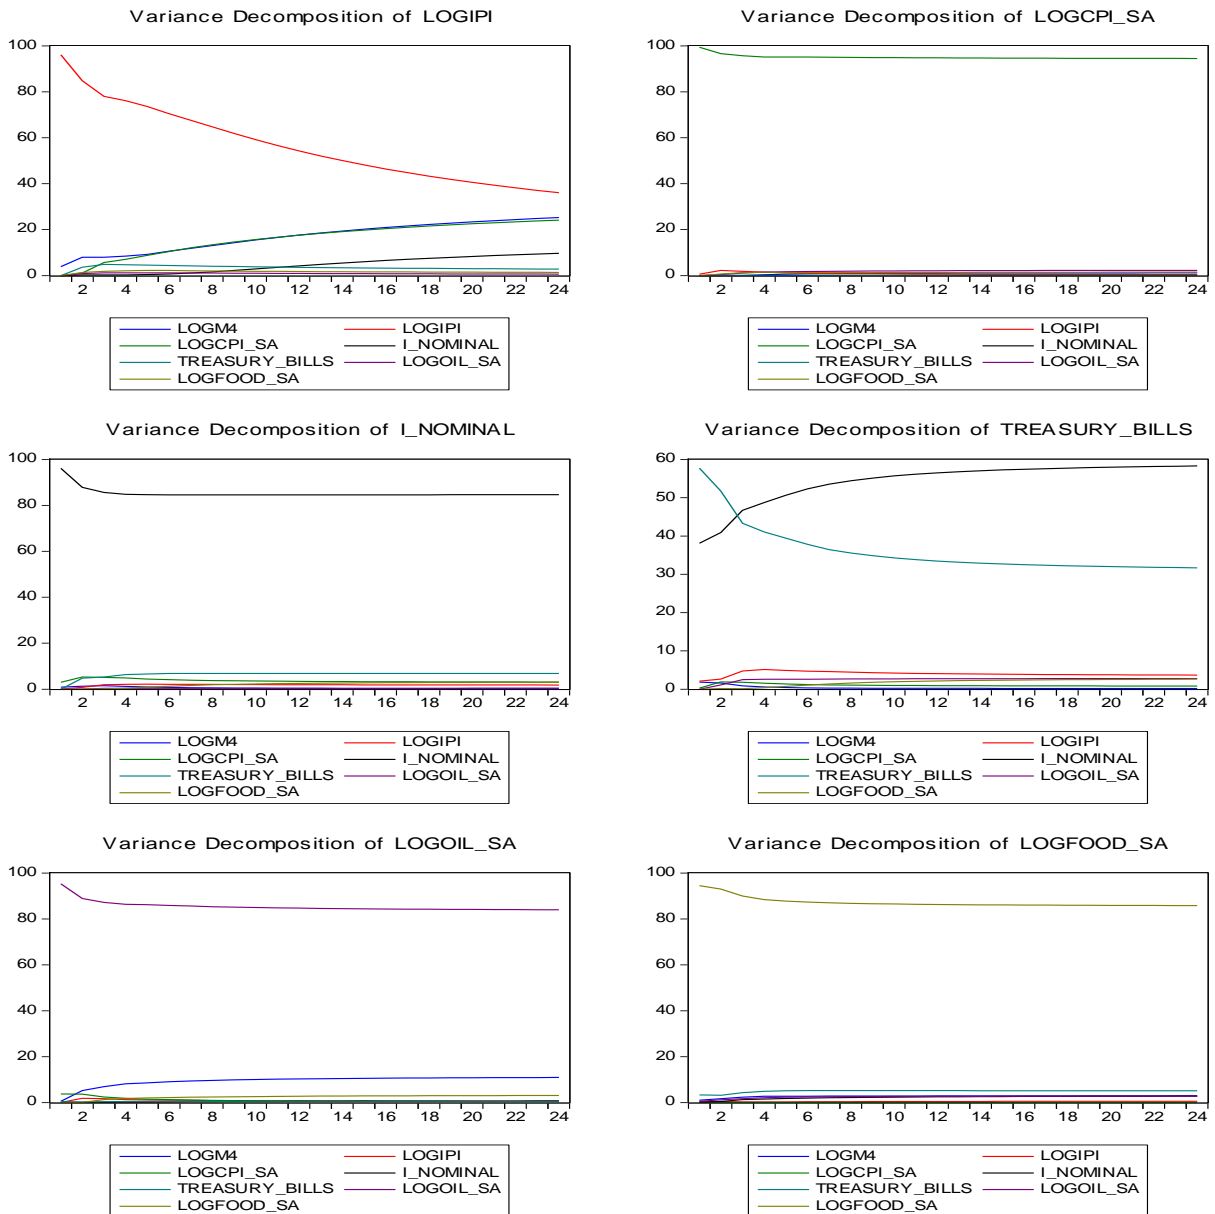 Variance Decomposition of LOGIPI
100
80
60
40
20
0
2 4 6 8 10 12 14 16 18 20 22 24
LOGM4 LOGIPI
LOGCPI_SA I_NOMINAL
TREASURY_BILLS LOGOIL_SA
LOGFOOD_SA
Variance Decomposition of LOGCPI_SA
100
80
60
40
20
0
2 4 6 8 10 12 14 16 18 20 22 24
LOGM4 LOGIPI
LOGCPI_SA I_NOMINAL
TREASURY_BILLS LOGOIL_SA
LOGFOOD_SA
Variance Decomposition of I_NOMINAL
100
80
60
40
20
0
2 4 6 8 10 12 14 16 18 20 22 24
LOGM4 LOGIPI
LOGCPI_SA I_NOMINAL
TREASURY_BILLS LOGOIL_SA
LOGFOOD_SA
Variance Decomposition of TREASURY_BILLS
60
50
40
30
20
10
0
2 4 6 8 10 12 14 16 18 20 22 24
LOGM4 LOGIPI
LOGCPI_SA I_NOMINAL
TREASURY_BILLS LOGOIL_SA
LOGFOOD_SA
Variance Decomposition of LOGOIL_SA
100
80
60
40
20
0
2 4 6 8 10 12 14 16 18 20 22 24
LOGM4 LOGIPI
LOGCPI_SA I_NOMINAL
TREASURY_BILLS LOGOIL_SA
LOGFOOD_SA
Variance Decomposition of LOGFOOD_SA
100
80
60
40
20
0
2 4 6 8 10 12 14 16 18 20 22 24
LOGM4 LOGIPI
LOGCPI_SA I_NOMINAL
TREASURY_BILLS LOGOIL_SA
LOGFOOD_SA